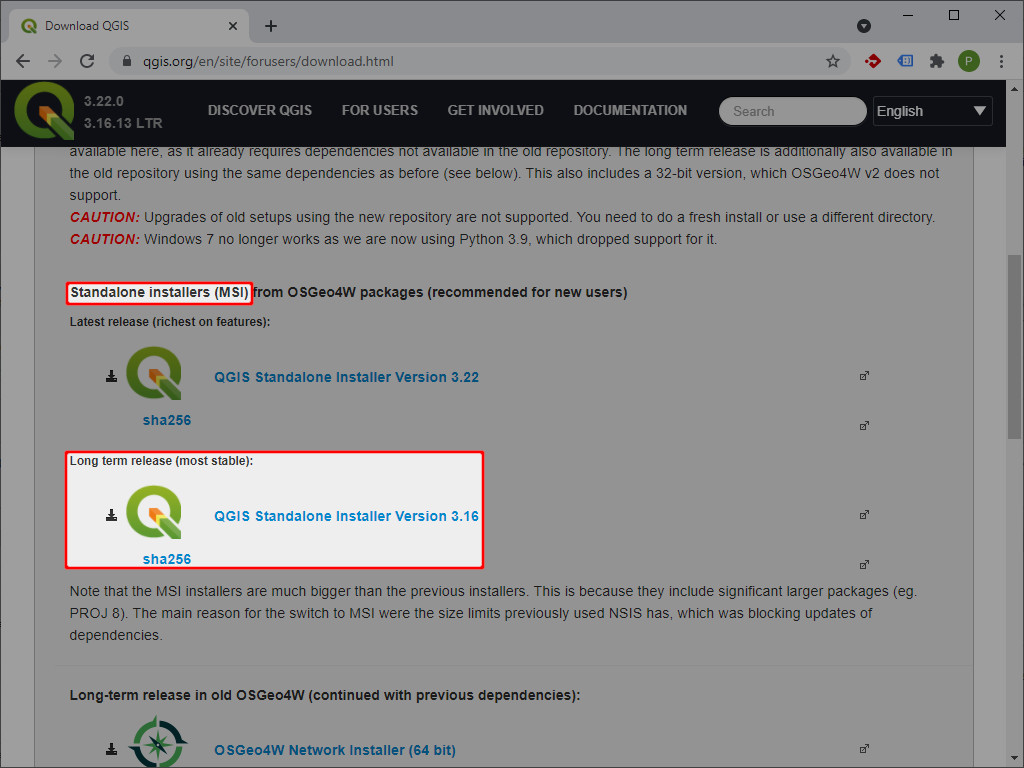 Download QGIS
qgis.org/en/site/forusers/download.html
P
3.22.0
3.16.13 LTR
DISCOVER QGIS
FOR USERS
GET INVOLVED
DOCUMENTATION
Search
English
available here, as it already requires dependencies not available in the old repository. The long term release is additionally also available in
the old repository using the same dependencies as before (see below). This also includes a 32-bit version, which OSGeo4W v2 does not
support.
CAUTION: Upgrades of old setups using the new repository are not supported. You need to do a fresh install or use a different directory.
CAUTION: Windows 7 no longer works as we are now using Python 3.9, which dropped support for it.
Standalone installers (MSI) from OSGeo4W packages (recommended for new users)
Latest release (richest on features):
QGIS Standalone Installer Version 3.22
sha256
Long term release (most stable):
QGIS Standalone Installer Version 3.16
sha256
Note that the MSI installers are much bigger than the previous installers. This is because they include significant larger packages (eg.
PROJ 8). The main reason for the switch to MSI were the size limits previously used NSIS has, which was blocking updates of
dependencies.
Long-term release in old OSGeo4W (continued with previous dependencies):
OSGeo4W Network Installer (64 bit)